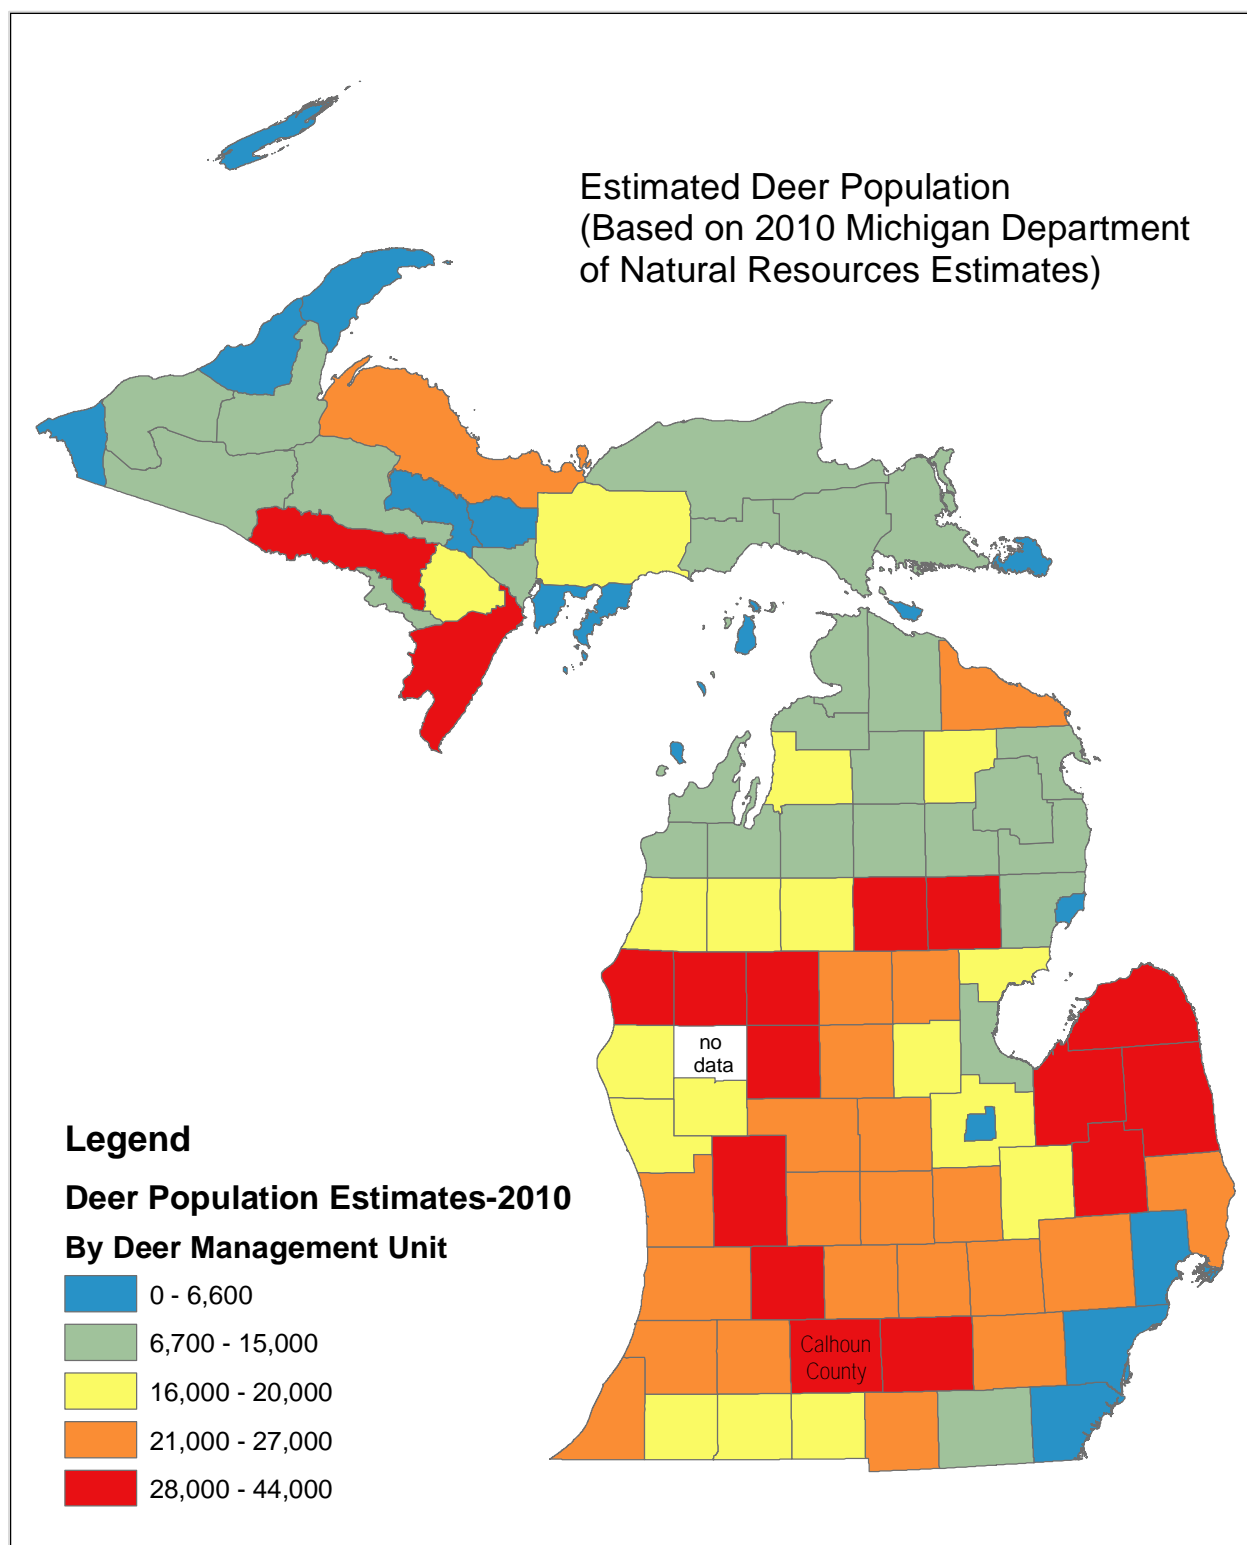 Estimated Deer Population
(Based on 2010 Michigan Department
of Natural Resources Estimates)
no
data
Calhoun
County
Legend
Deer Population Estimates-2010
By Deer Management Unit
0 - 6,600
6,700 - 15,000
16,000 - 20,000
21,000 - 27,000
28,000 - 44,000